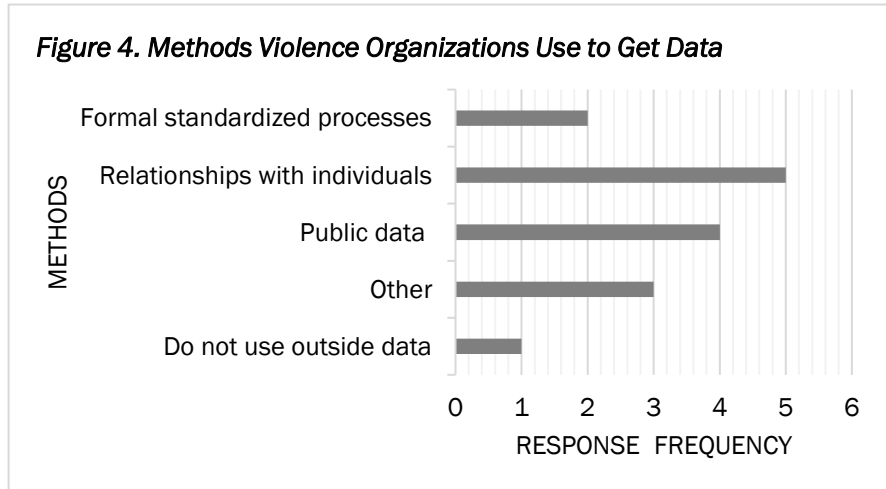 Figure 4. Methods Violence Organizations Use to Get Data
Formal standardized processes
Relationships with individuals
Public data
Other
Do not use outside data
METHODS
0 1 2 3 4 5 6
RESPONSE FREQUENCY